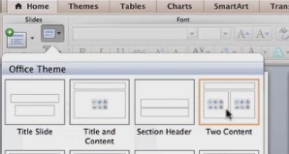 Home Themes Tables Charts SmartArt
Slides Font
Office Theme
Title Slide Title and Content Section Header Two Content